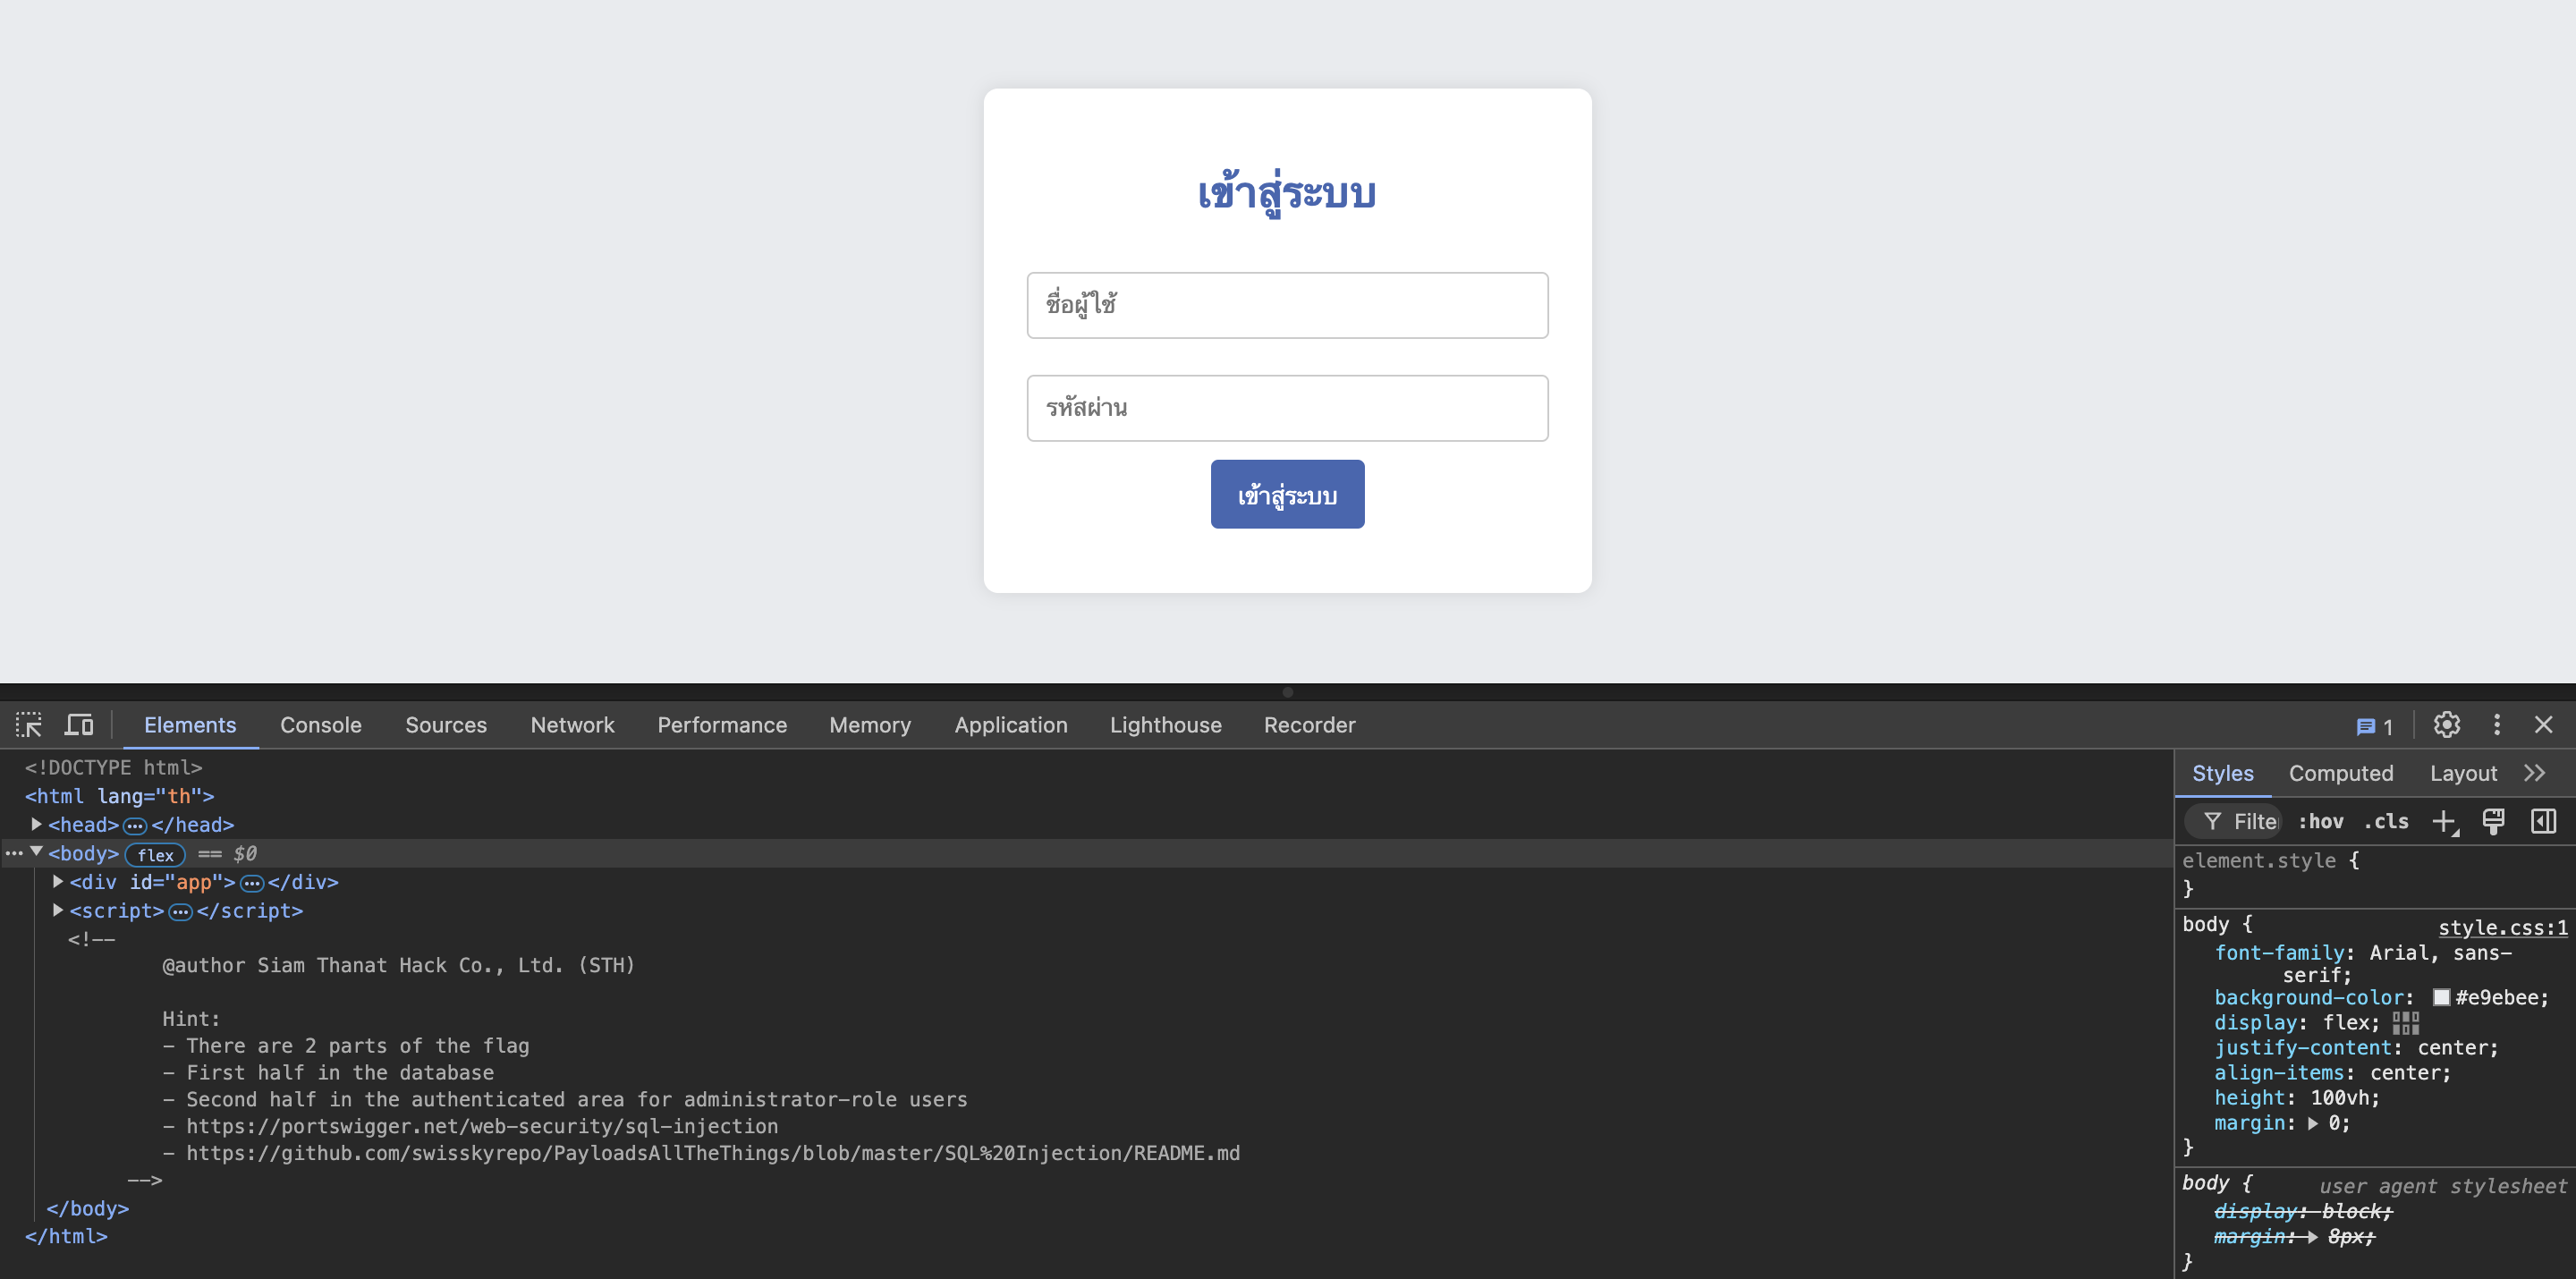 เข้าสู่ระบบ
ชื่อผู้ใช้
รหัสผ่าน
เข้าสู่ระบบ
Elements Console Sources Network Performance Memory Application Lighthouse Recorder 1
<!DOCTYPE html>
<html lang="th">
<head>…</head>
<body> flex == $0
<div id="app">…</div>
<script>…</script>
<!--
@author Siam Thanat Hack Co., Ltd. (STH)
Hint:
- There are 2 parts of the flag
- First half in the database
- Second half in the authenticated area for administrator-role users
- https://portswigger.net/web-security/sql-injection
- https://github.com/swisskyrepo/PayloadsAllTheThings/blob/master/SQL%20Injection/README.md
-->
</body>
</html>
Styles Computed Layout
Filte :hov .cls
element.style {
}
body { style.css:1
font-family: Arial, sans-
serif;
background-color: #e9ebee;
display: flex;
justify-content: center;
align-items: center;
height: 100vh;
margin: 0;
}
body { user agent stylesheet
display: block;
margin: 8px;
}